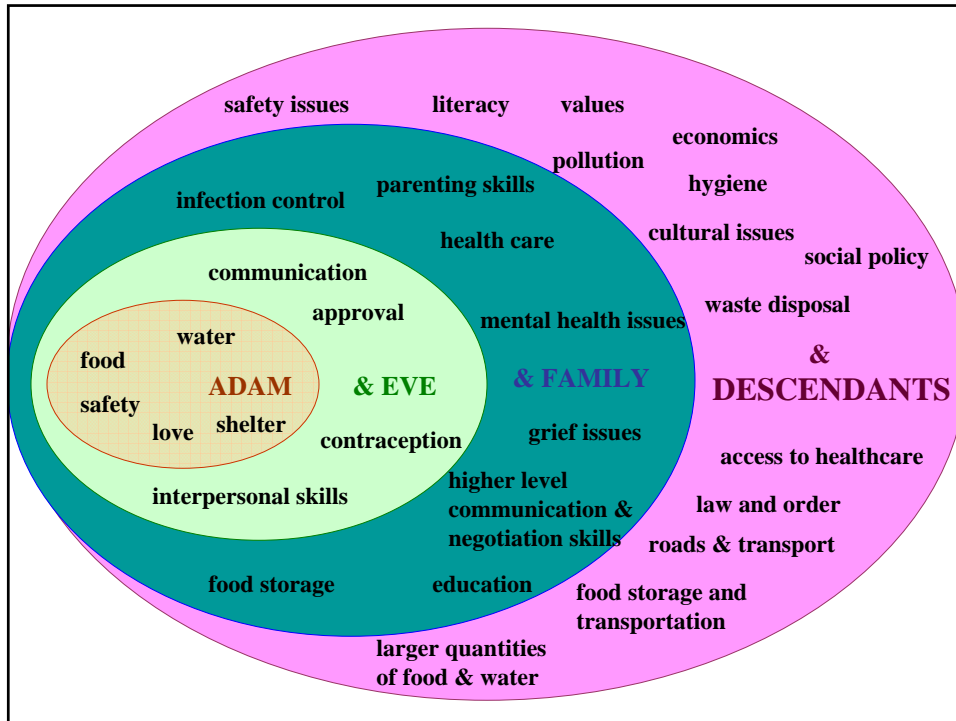 safety issues
literacy
values
economics
pollution
hygiene
parenting skills
infection control
cultural issues
health care
social policy
communication
waste disposal
approval
mental health issues
water
food
&
DESCENDANTS
ADAM
& EVE
& FAMILY
safety
love
shelter
grief issues
contraception
access to healthcare
higher level
communication &
negotiation skills
interpersonal skills
law and order
roads & transport
food storage
education
food storage and
transportation
larger quantities
of food & water